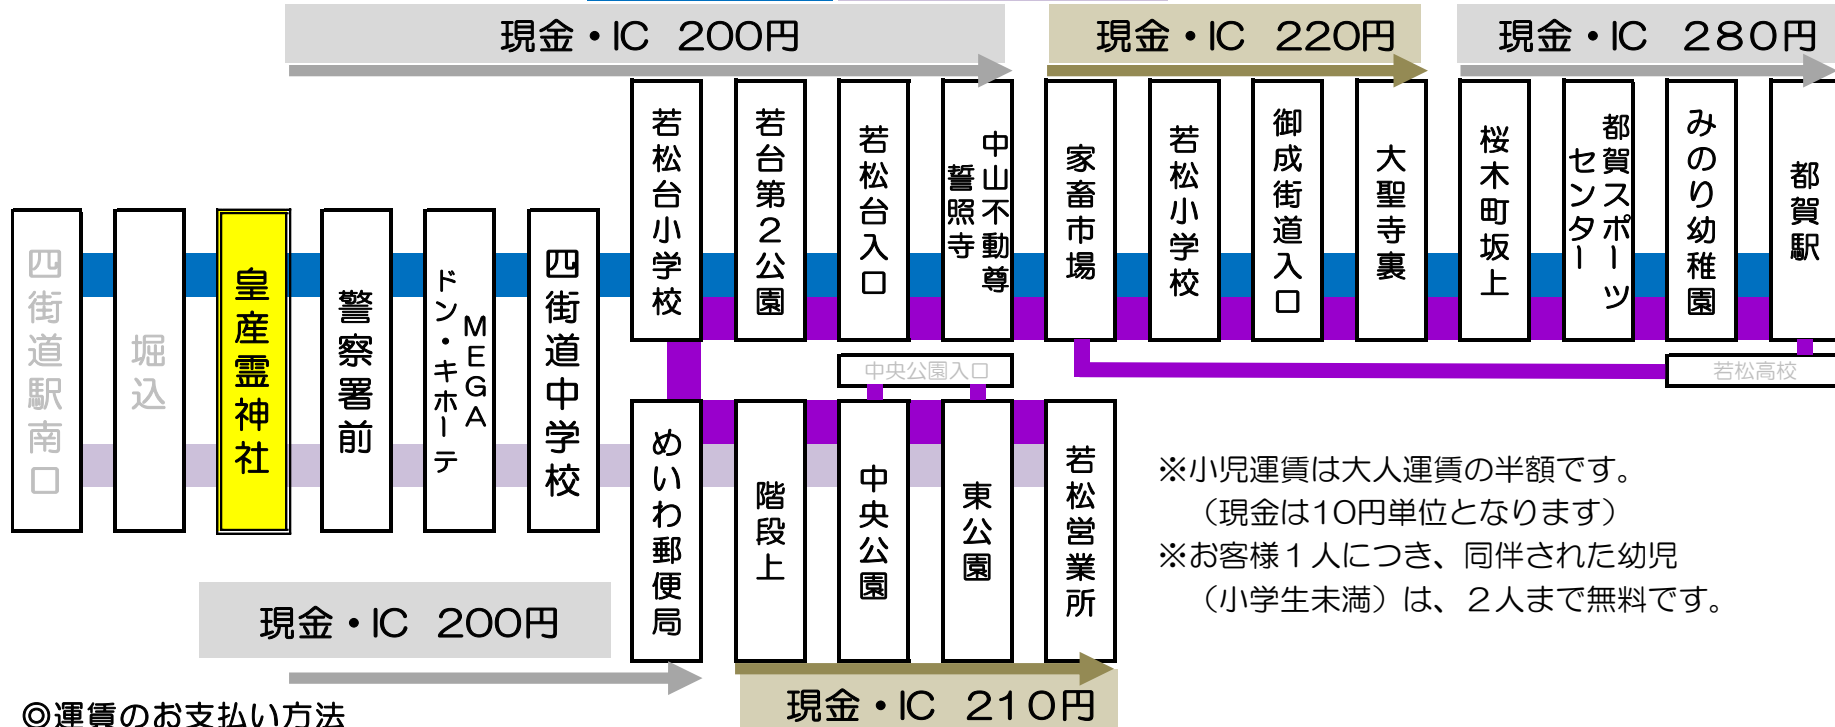 現金・IC 200円
現金・IC 220円
現金・IC 280円
四街道駅南口
堀込
皇産霊神社
警察署前
MEGA
ドン・キホーテ
四街道中学校
若松台小学校
若台第2公園
若松台入口
中山不動尊
誓照寺
家畜市場
若松小学校
御成街道入口
大聖寺裏
桜木町坂上
都賀スポーツ
センター
みのり幼稚園
都賀駅
中央公園入口
若松高校
めいわ郵便局
階段上
中央公園
東公園
若松営業所
※小児運賃は大人運賃の半額です。
（現金は10円単位となります）
※お客様1人につき、同伴された幼児
（小学生未満）は、2人まで無料です。
現金・IC 200円
現金・IC 210円
◎運賃のお支払い方法